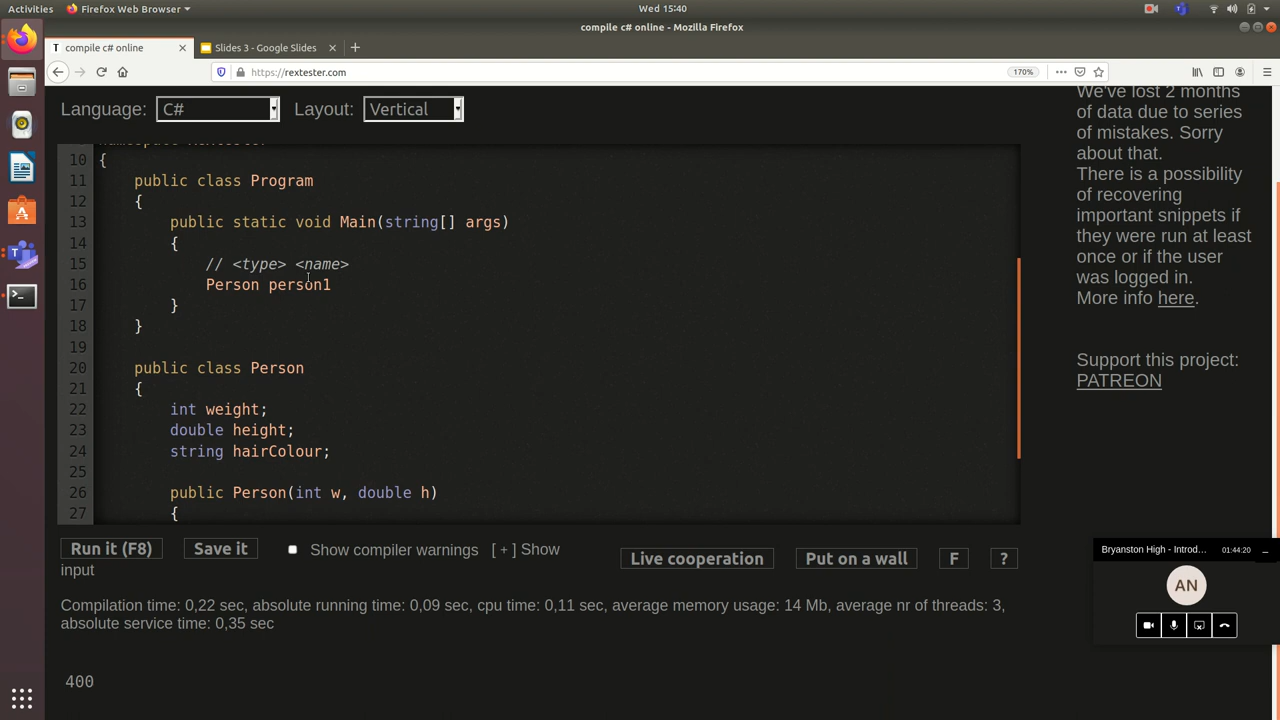 Activities
Firefox Web Browser
Wed 15:40
compile c# online - Mozilla Firefox
T compile c# online
Slides 3 - Google Slides
https://rextester.com
170%
Language: C# Layout: Vertical
10 {
11 public class Program
12 {
13 public static void Main(string[] args)
14 {
15 // <type> <name>
16 Person person1
17 }
18 }
19
20 public class Person
21 {
22 int weight;
23 double height;
24 string hairColour;
25
26 public Person(int w, double h)
27 {
We've lost 2 months
of data due to series
of mistakes. Sorry
about that.
There is a possibility
of recovering
important snippets if
they were run at least
once or if the user
was logged in.
More info here.
Support this project:
PATREON
Run it (F8) Save it Show compiler warnings [ + ] Show
input
Live cooperation Put on a wall F ?
Compilation time: 0,22 sec, absolute running time: 0,09 sec, cpu time: 0,11 sec, average memory usage: 14 Mb, average nr of threads: 3,
absolute service time: 0,35 sec
400
Bryanston High - Introd... 01:44:20
AN